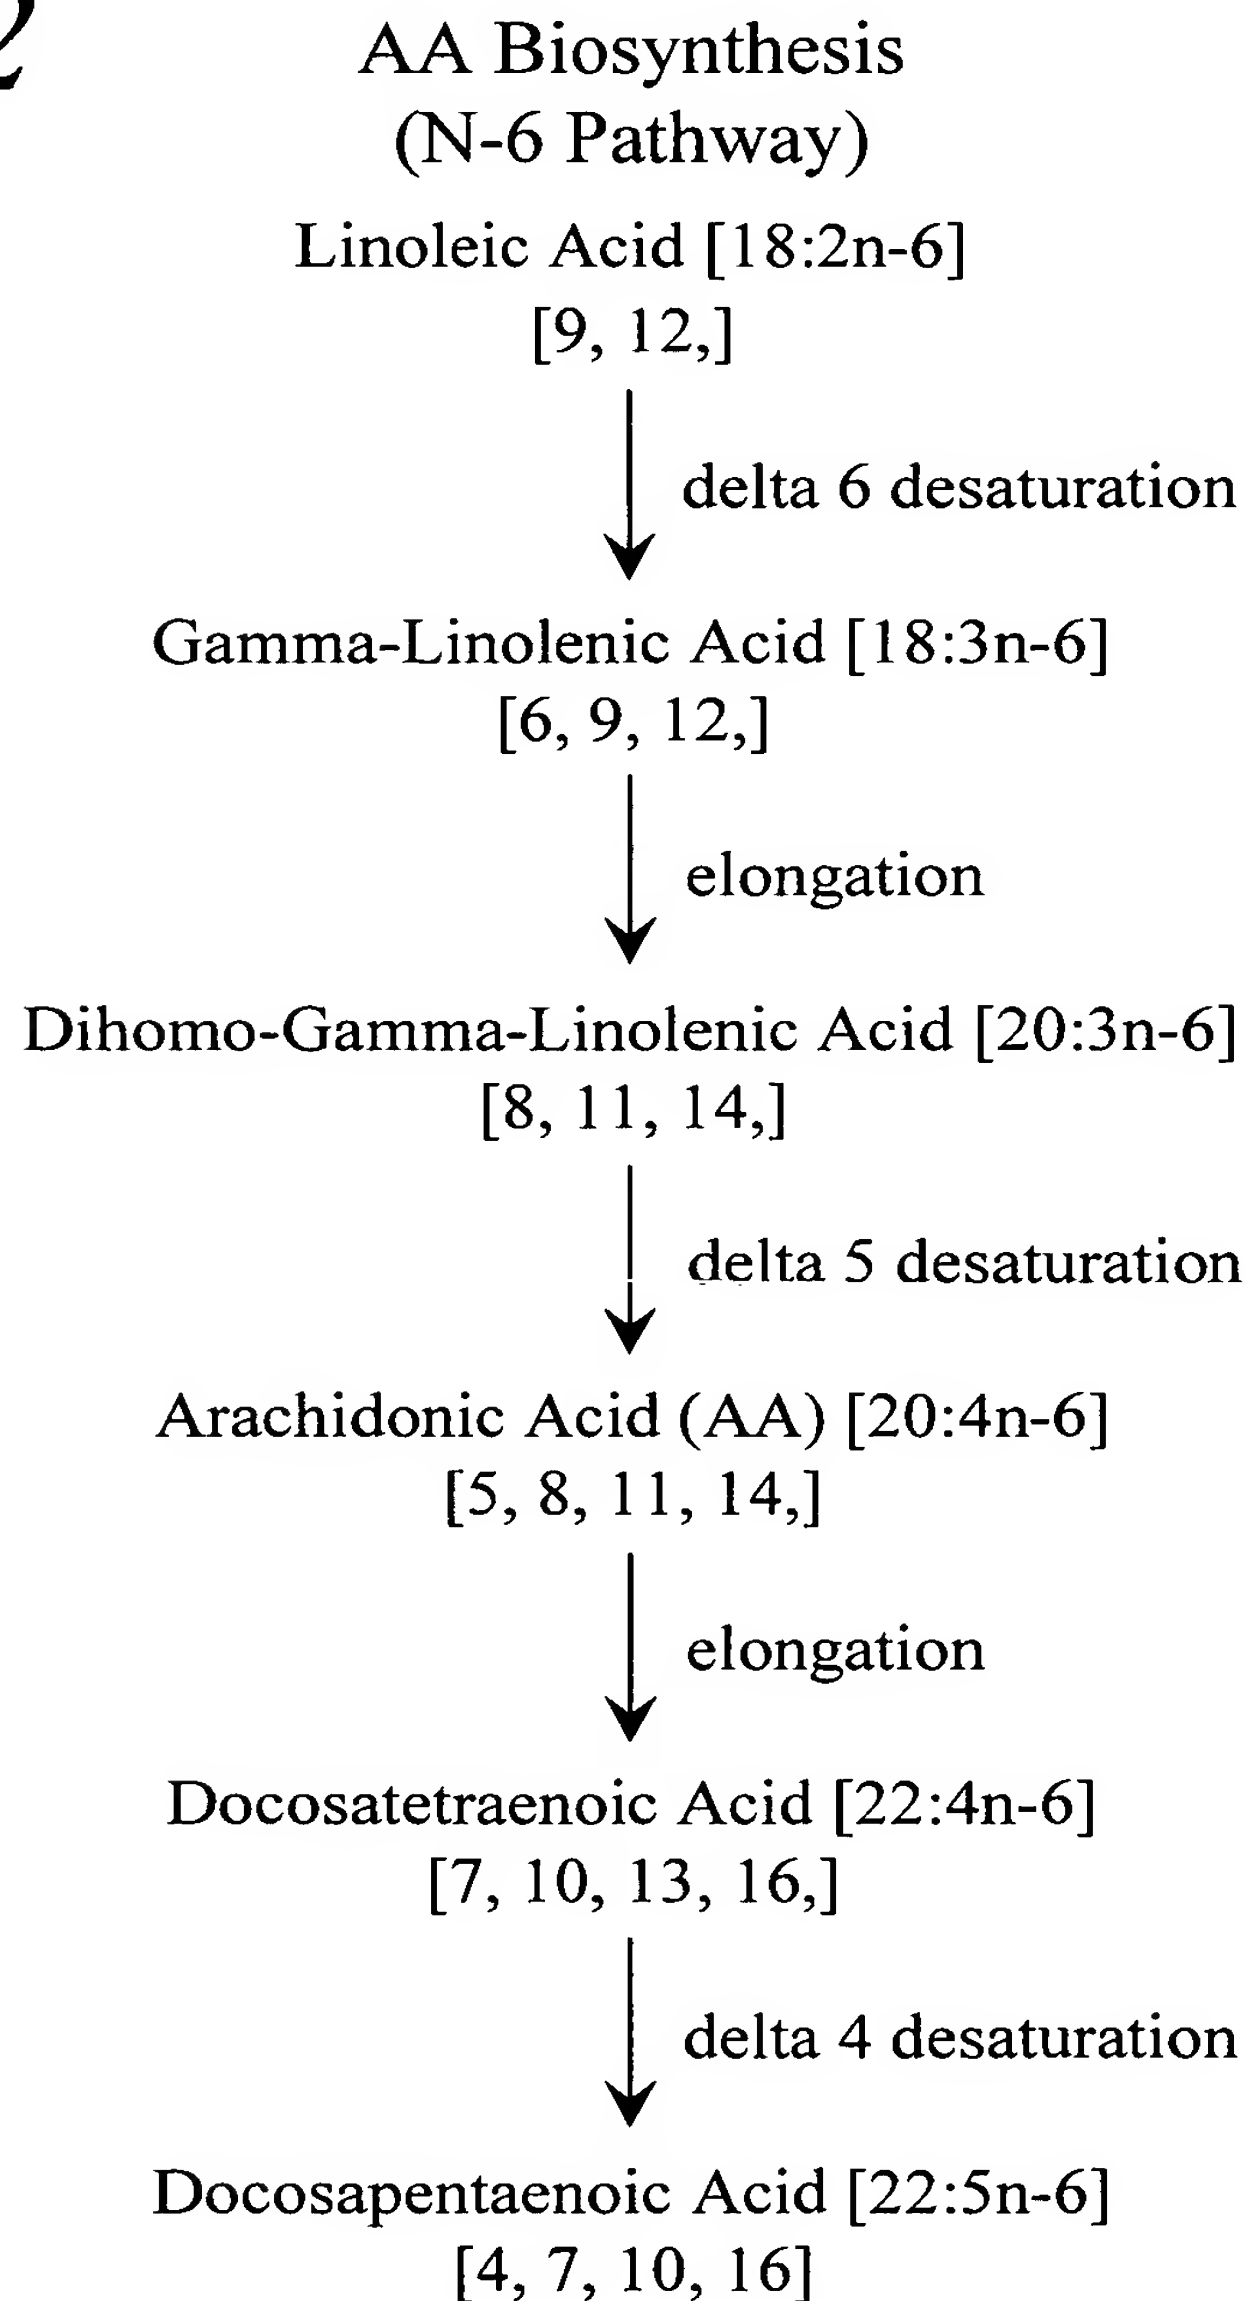 2
AA Biosynthesis
(N-6 Pathway)
Linoleic Acid [18:2n-6]
[9, 12,]
delta 6 desaturation
Gamma-Linolenic Acid [18:3n-6]
[6, 9, 12,]
elongation
Dihomo-Gamma-Linolenic Acid [20:3n-6]
[8, 11, 14,]
delta 5 desaturation
Arachidonic Acid (AA) [20:4n-6]
[5, 8, 11, 14,]
elongation
Docosatetraenoic Acid [22:4n-6]
[7, 10, 13, 16,]
delta 4 desaturation
Docosapentaenoic Acid [22:5n-6]
[4, 7, 10, 16]